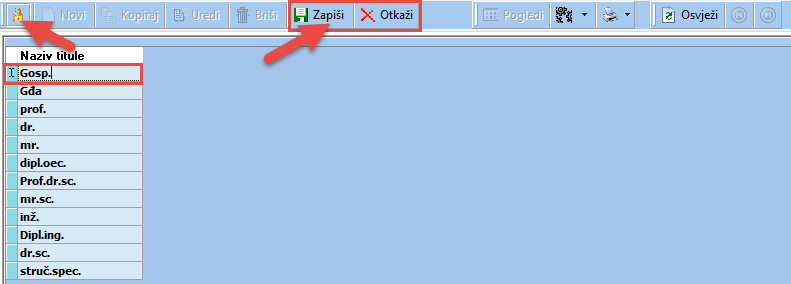 Novi Kopiraj Uredi Briši Zapiši Otkaži Pogledi Osvježi
Naziv titule
Gosp.
Gđa
prof.
dr.
mr.
dipl.oec.
Prof.dr.sc.
mr.sc.
inž.
Dipl.ing.
dr.sc.
struč.spec.